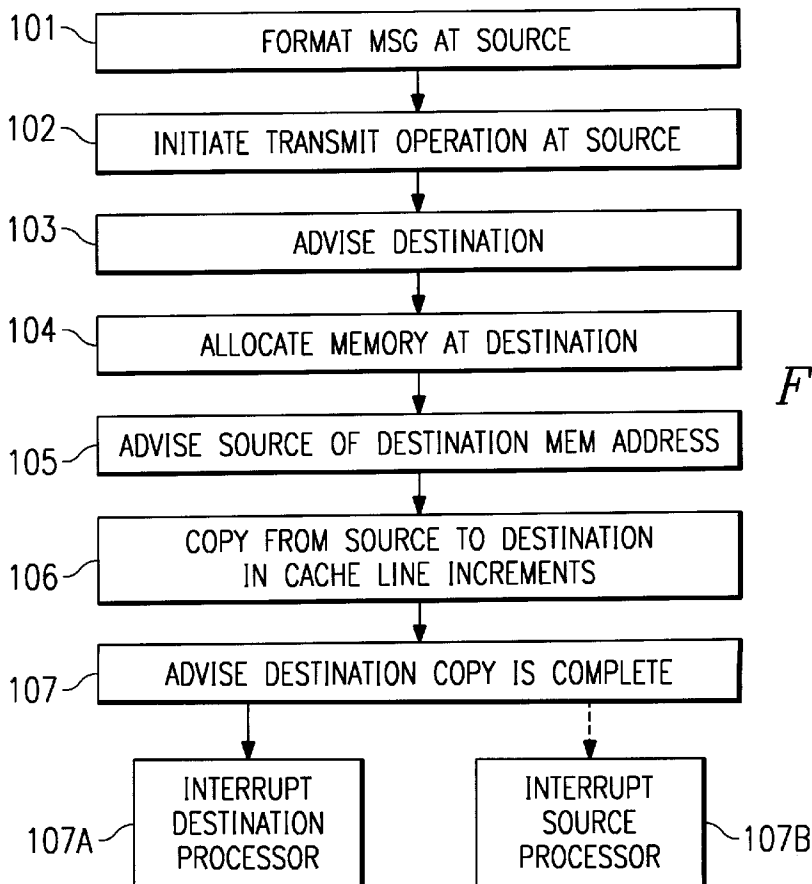 101
FORMAT MSG AT SOURCE
102
INITIATE TRANSMIT OPERATION AT SOURCE
103
ADVISE DESTINATION
104
ALLOCATE MEMORY AT DESTINATION
F
105
ADVISE SOURCE OF DESTINATION MEM ADDRESS
106
COPY FROM SOURCE TO DESTINATION
IN CACHE LINE INCREMENTS
107
ADVISE DESTINATION COPY IS COMPLETE
107A
INTERRUPT
DESTINATION
PROCESSOR
INTERRUPT
SOURCE
PROCESSOR
107B